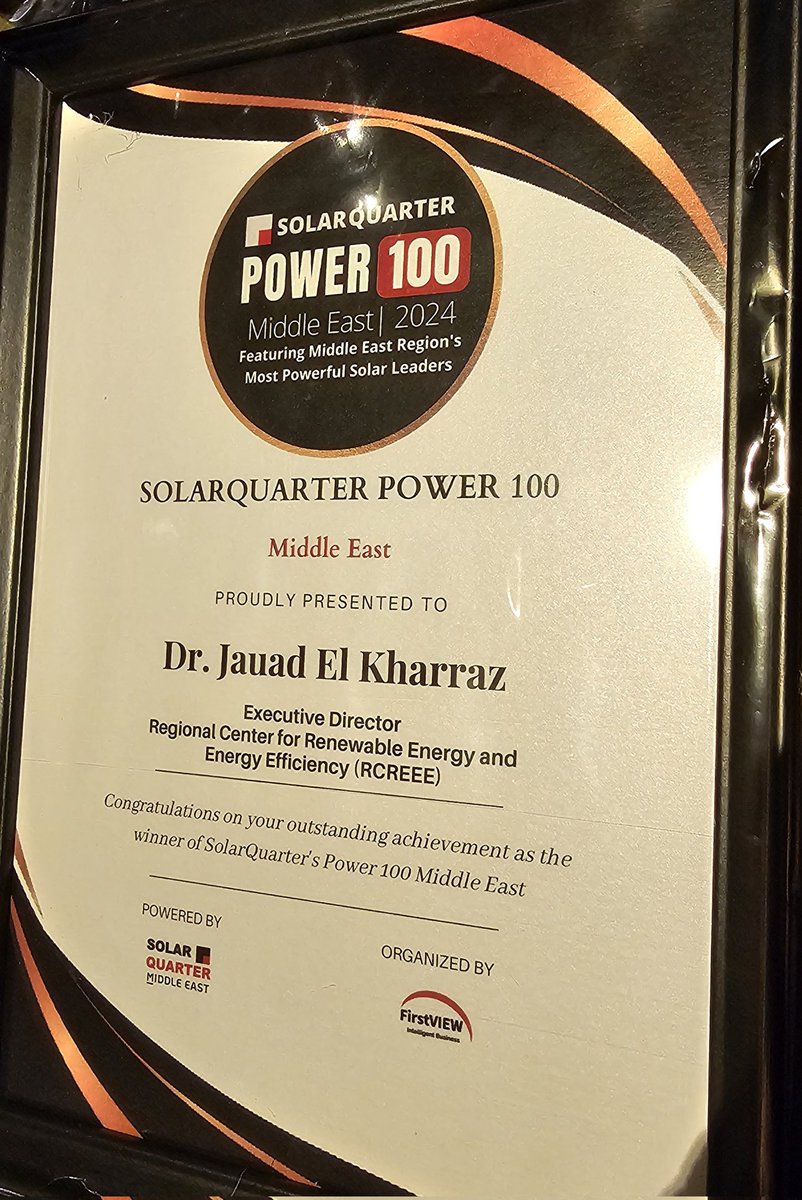 SOLARQUARTER
POWER 100
Middle East| 2024
Featuring Middle East Region's
Most Powerful Solar Leaders
SOLARQUARTER POWER 100
Middle East
PROUDLY PRESENTED TO
Dr. Jauad El Kharraz
Executive Director
Regional Center for Renewable Energy and
Energy Efficiency (RCREEE)
Congratulations on your outstanding achievement as the
winner of SolarQuarter's Power 100 Middle East
POWERED BY
SOLAR
QUARTER
MIDDLE EAST
ORGANIZED BY
FirstVIEW
Intelligent Business